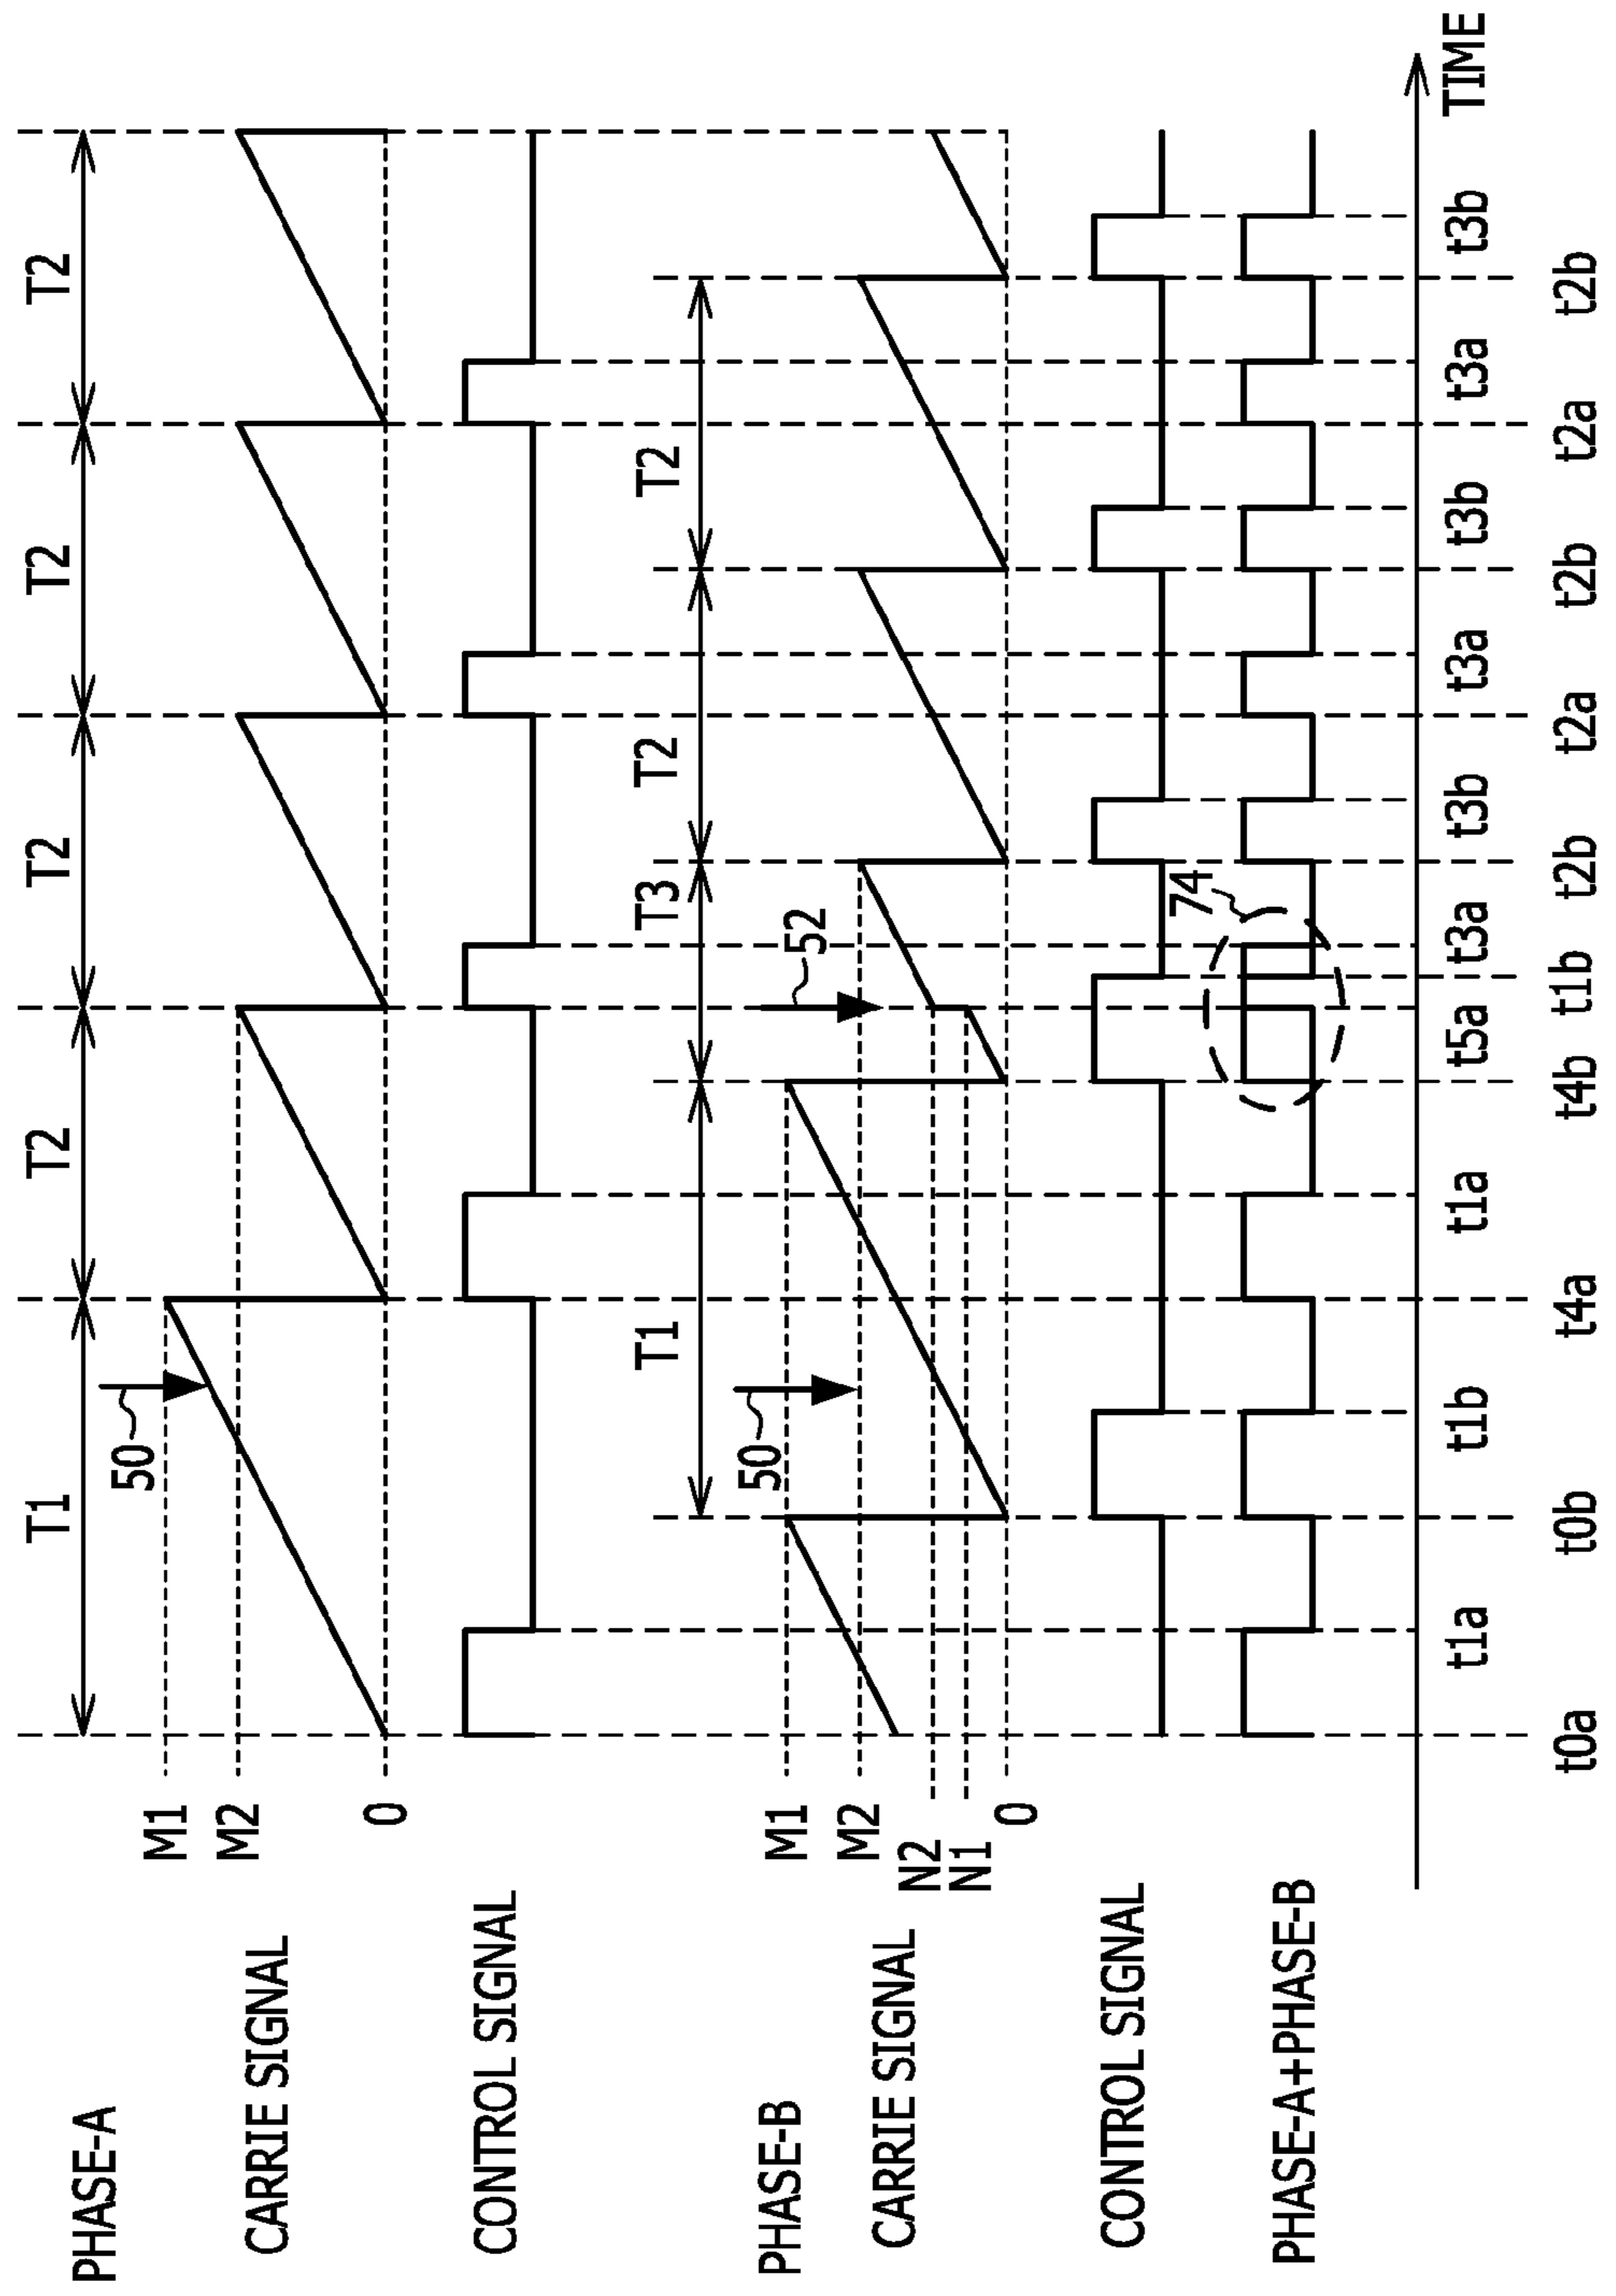 PHASE-A
T1 T2 T2 T2 T2
50
M1
M2
CARRIE SIGNAL
0
CONTROL SIGNAL
T1 T3 T2 T2
PHASE-B
50 52
M1
M2
CARRIE SIGNAL
N2
N1
0
CONTROL SIGNAL
74
PHASE-A+PHASE-B
TIME
t1a t1b t1a t5a t3a t3b t3a t3b t3a t3b
t0a t0b t4a t4b t1b t2b t2a t2b t2a t2b